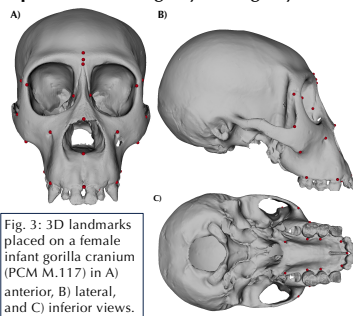 A)
B)
C)
Fig. 3: 3D landmarks
placed on a female
infant gorilla cranium
(PCM M.117) in A)
anterior, B) lateral,
and C) inferior views.